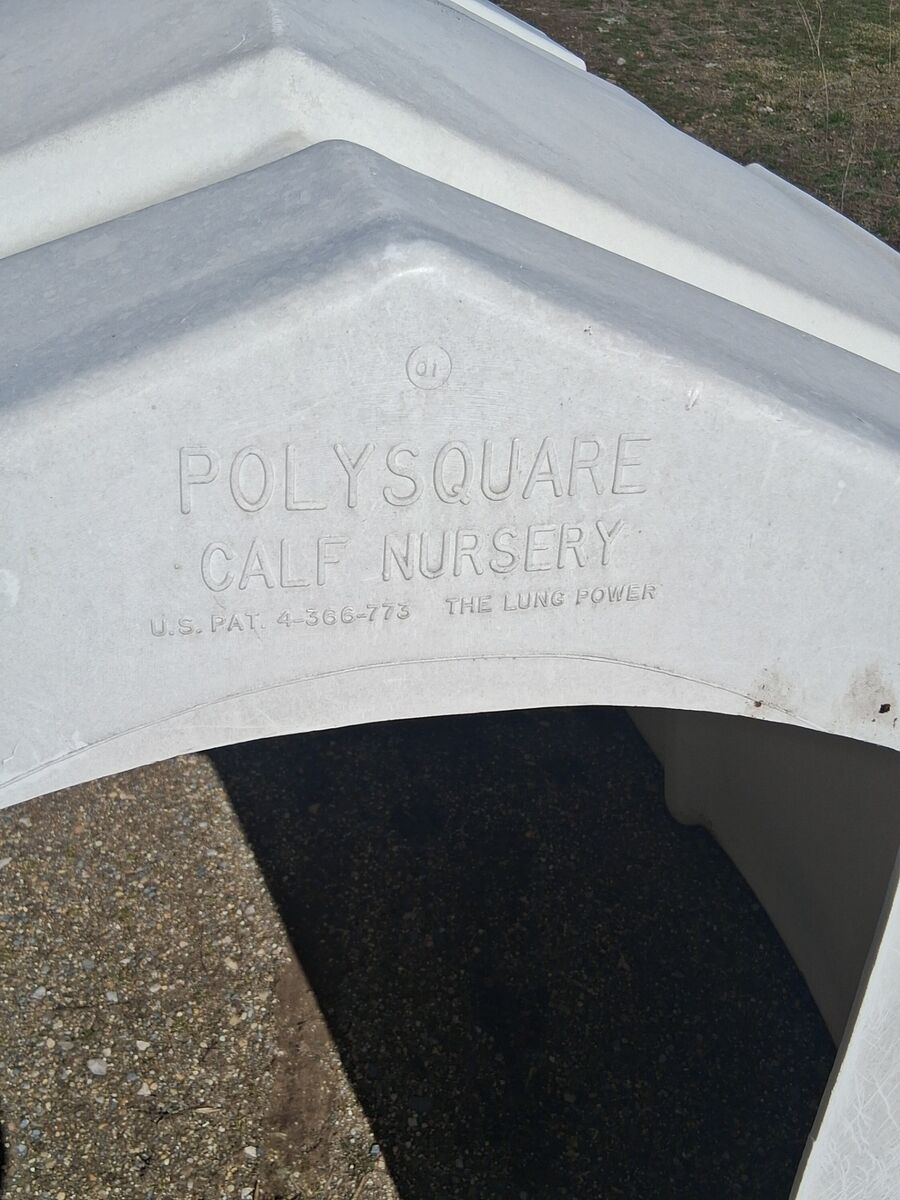 01
POLYSQUARE
CALF NURSERY
U.S. PAT. 4-366-773 THE LUNG POWER